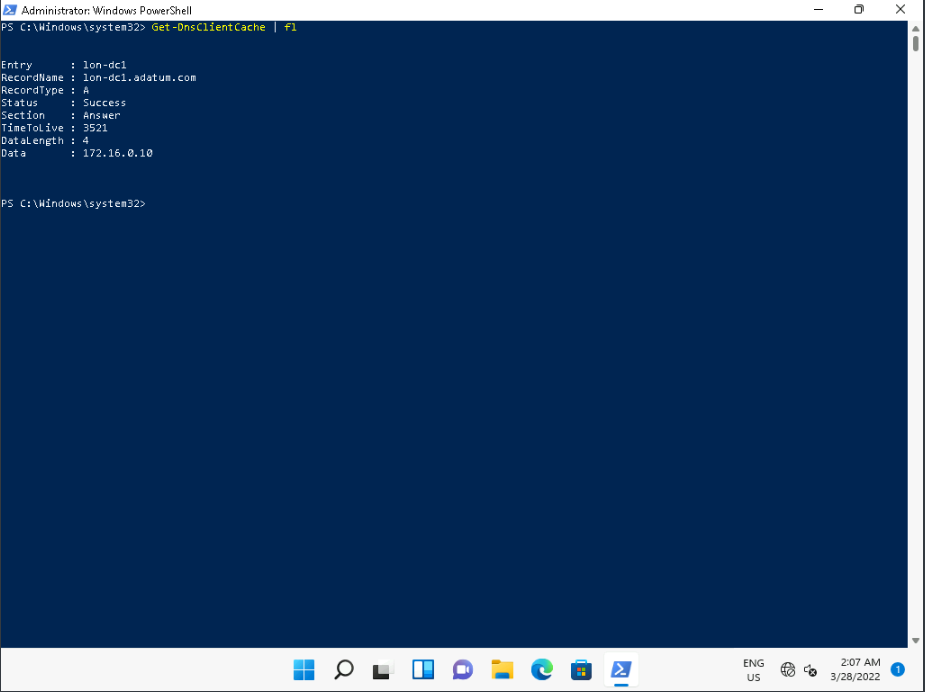 Administrator: Windows PowerShell
PS C:\Windows\system32> Get-DnsClientCache | fl
Entry      : lon-dc1
RecordName : lon-dc1.adatum.com
RecordType : A
Status     : Success
Section    : Answer
TimeToLive : 3521
DataLength : 4
Data       : 172.16.0.10
PS C:\Windows\system32>
ENG
US
2:07 AM
3/28/2022
1